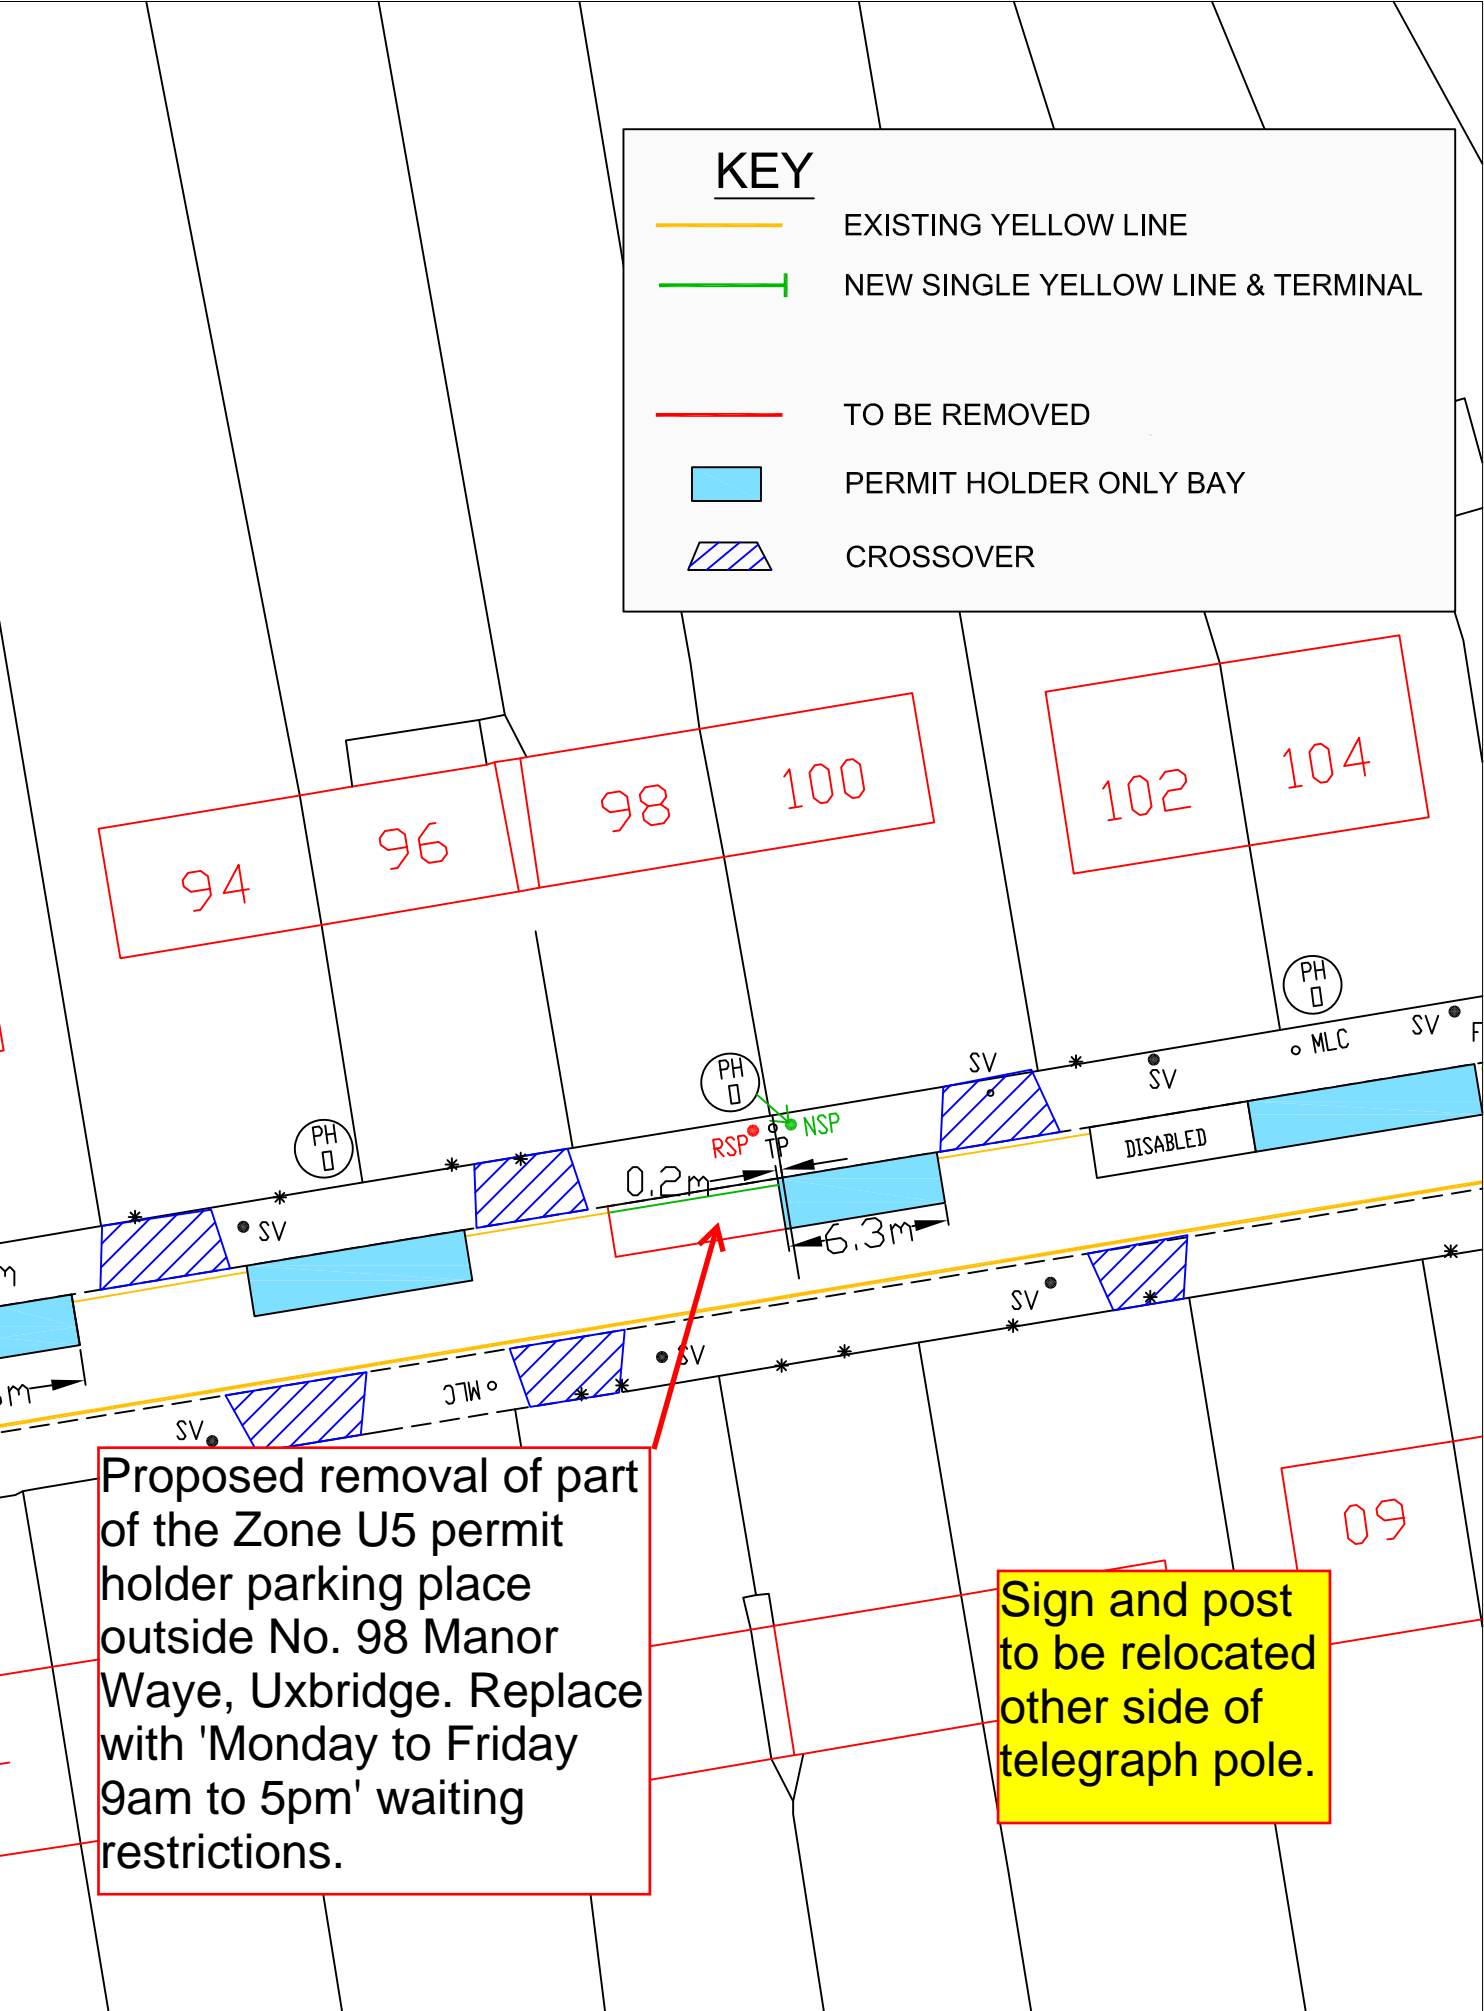 KEY
EXISTING YELLOW LINE
NEW SINGLE YELLOW LINE & TERMINAL
TO BE REMOVED
PERMIT HOLDER ONLY BAY
CROSSOVER
94
96
98
100
102
104
PH
PH
PH
SV
SV
SV
MLC
F
RSP
TP
NSP
DISABLED
0.2m
6.3m
SV
m
m
SV
SV
SV
MLC
60
Proposed removal of part
of the Zone U5 permit
holder parking place
outside No. 98 Manor
Waye, Uxbridge. Replace
with 'Monday to Friday
9am to 5pm' waiting
restrictions.
Sign and post
to be relocated
other side of
telegraph pole.